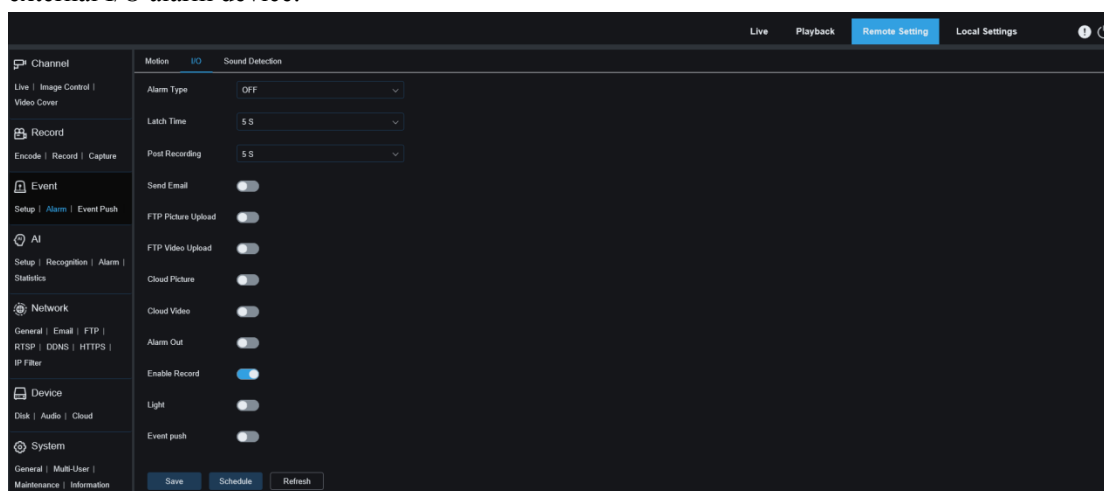 external I/O alarm device.
Live Playback Remote Setting Local Settings
Channel
Live | Image Control |
Video Cover
Record
Encode | Record | Capture
Event
Setup | Alarm | Event Push
AI
Setup | Recognition | Alarm |
Statistics
Network
General | Email | FTP |
RTSP | DDNS | HTTPS |
IP Filter
Device
Disk | Audio | Cloud
System
General | Multi-User |
Maintenance | Information
Motion I/O Sound Detection
Alarm Type OFF
Latch Time 5 S
Post Recording 5 S
Send Email
FTP Picture Upload
FTP Video Upload
Cloud Picture
Cloud Video
Alarm Out
Enable Record
Light
Event push
Save Schedule Refresh